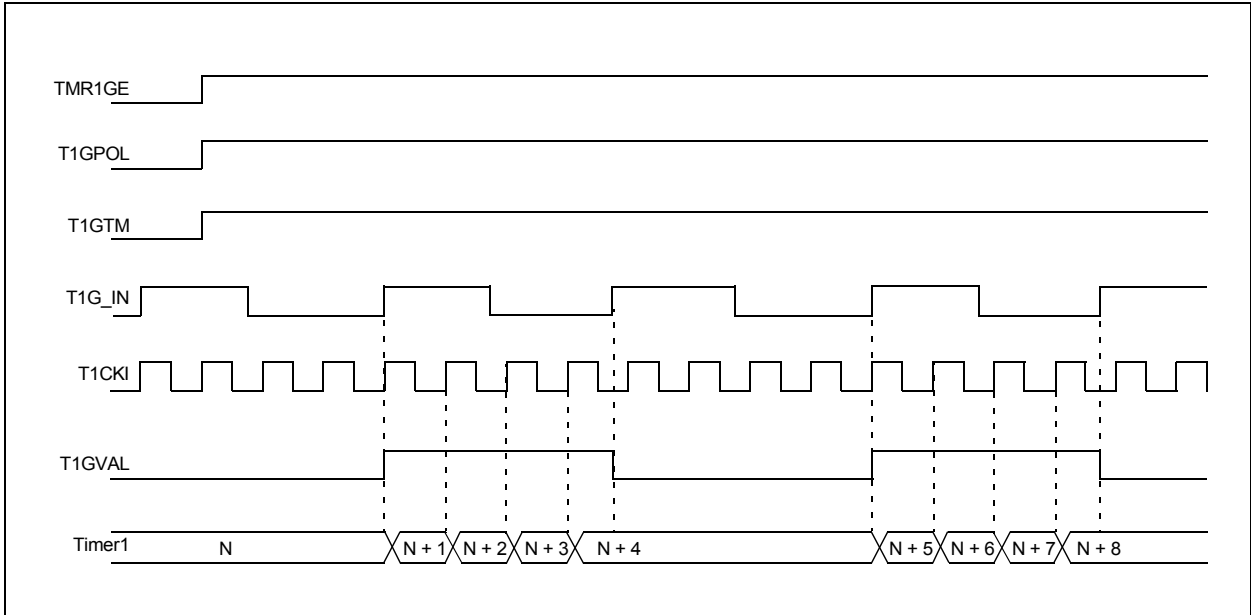 TMR1GE
T1GPOL
T1GTM
T1G_IN
T1CKI
T1GVAL
Timer1 N N + 1 N + 2 N + 3 N + 4 N + 5 N + 6 N + 7 N + 8